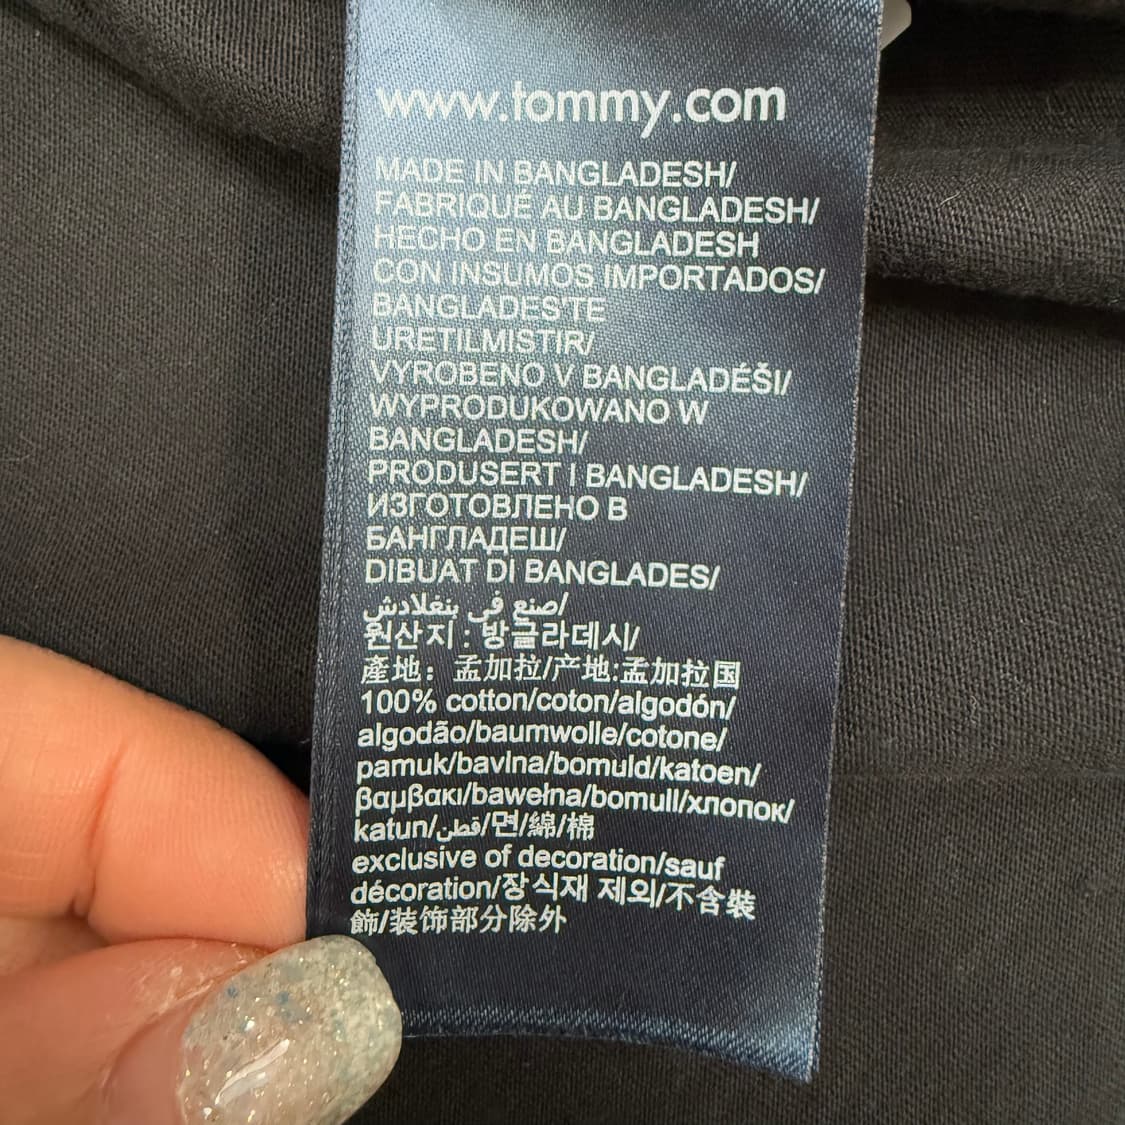 www.tommy.com
MADE IN BANGLADESH/
FABRIQUÉ AU BANGLADESH/
HECHO EN BANGLADESH
CON INSUMOS IMPORTADOS/
BANGLADEŞ'TE
URETILMISTIR/
VYROBENO V BANGLADÉŠI/
WYPRODUKOWANO W
BANGLADESH/
PRODUSERT I BANGLADESH/
ИЗГОТОВЛЕНО В
БАНГЛАДЕШ/
DIBUAT DI BANGLADES/
صنع في بنغلادش/
원산지 : 방글라데시/
產地：孟加拉/产地:孟加拉国
100% cotton/coton/algodón/
algodão/baumwolle/cotone/
pamuk/bavlna/bomuld/katoen/
βαμβακι/bawełna/bomull/хлопок/
katun/قطن/면/綿/棉
exclusive of decoration/sauf
décoration/장식재 제외/不含裝
飾/装饰部分除外